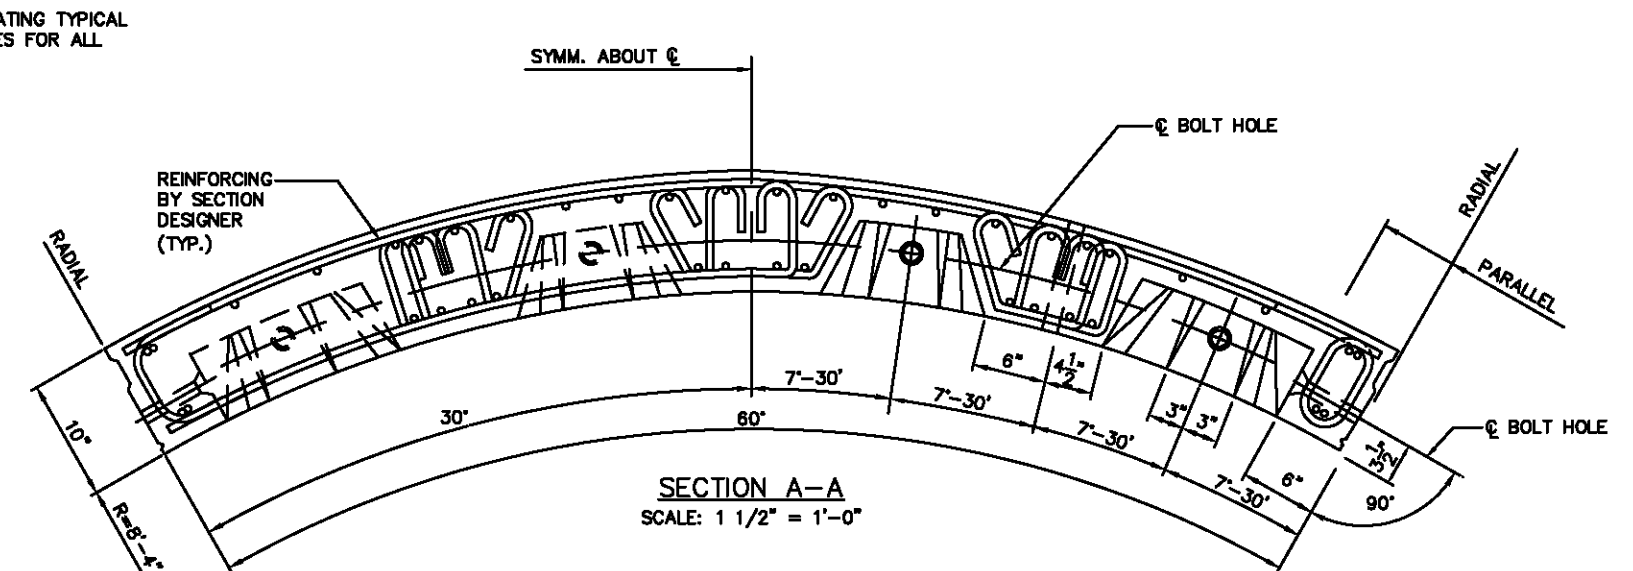 ATING TYPICAL
ES FOR ALL
SYMM. ABOUT ℄
℄ BOLT HOLE
REINFORCING
BY SECTION
DESIGNER
(TYP.)
RADIAL
RADIAL
PARALLEL
10"
R=8'-4"
30°
60°
7°-30'
7°-30'
7°-30'
7°-30'
6"
4 1/2"
3"
3"
6"
3 1/2"
90°
℄ BOLT HOLE
SECTION A-A
SCALE: 1 1/2" = 1'-0"